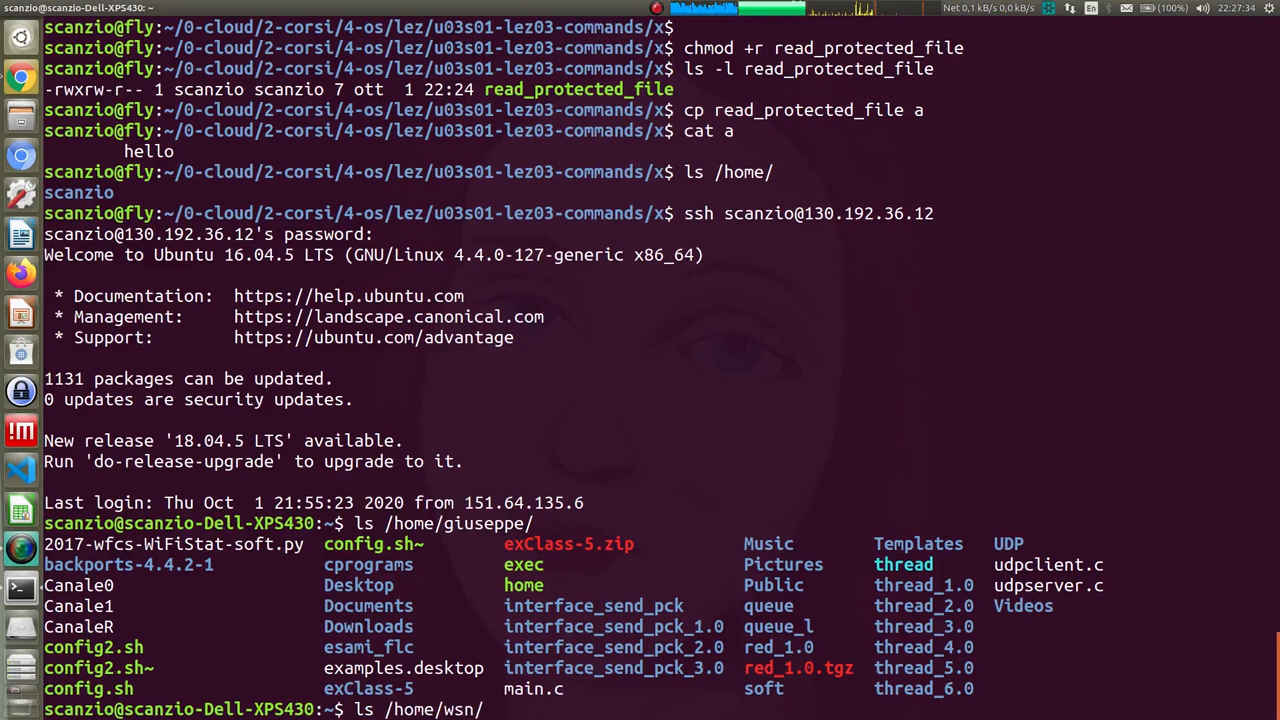 scanzio@scanzio-Dell-XPS430: ~
Net 0,1 kB/s 0,0 kB/s En (100%) 22:27:34
scanzio@fly:~/0-cloud/2-corsi/4-os/lez/u03s01-lez03-commands/x$
scanzio@fly:~/0-cloud/2-corsi/4-os/lez/u03s01-lez03-commands/x$ chmod +r read_protected_file
scanzio@fly:~/0-cloud/2-corsi/4-os/lez/u03s01-lez03-commands/x$ ls -l read_protected_file
-rwxrw-r-- 1 scanzio scanzio 7 ott  1 22:24 read_protected_file
scanzio@fly:~/0-cloud/2-corsi/4-os/lez/u03s01-lez03-commands/x$ cp read_protected_file a
scanzio@fly:~/0-cloud/2-corsi/4-os/lez/u03s01-lez03-commands/x$ cat a
        hello
scanzio@fly:~/0-cloud/2-corsi/4-os/lez/u03s01-lez03-commands/x$ ls /home/
scanzio
scanzio@fly:~/0-cloud/2-corsi/4-os/lez/u03s01-lez03-commands/x$ ssh scanzio@130.192.36.12
scanzio@130.192.36.12's password:
Welcome to Ubuntu 16.04.5 LTS (GNU/Linux 4.4.0-127-generic x86_64)
 * Documentation:  https://help.ubuntu.com
 * Management:     https://landscape.canonical.com
 * Support:        https://ubuntu.com/advantage
1131 packages can be updated.
0 updates are security updates.
New release '18.04.5 LTS' available.
Run 'do-release-upgrade' to upgrade to it.
Last login: Thu Oct  1 21:55:23 2020 from 151.64.135.6
scanzio@scanzio-Dell-XPS430:~$ ls /home/giuseppe/
2017-wfcs-WiFiStat-soft.py  config.sh~        exClass-5.zip           Music     Templates   UDP
backports-4.4.2-1           cprograms         exec                    Pictures  thread      udpclient.c
Canale0                     Desktop           home                    Public    thread_1.0  udpserver.c
Canale1                     Documents         interface_send_pck      queue     thread_2.0  Videos
CanaleR                     Downloads         interface_send_pck_1.0  queue_l   thread_3.0
config2.sh                  esami_flc         interface_send_pck_2.0  red_1.0   thread_4.0
config2.sh~                 examples.desktop  interface_send_pck_3.0  red_1.0.tgz  thread_5.0
config.sh                   exClass-5         main.c                  soft      thread_6.0
scanzio@scanzio-Dell-XPS430:~$ ls /home/wsn/